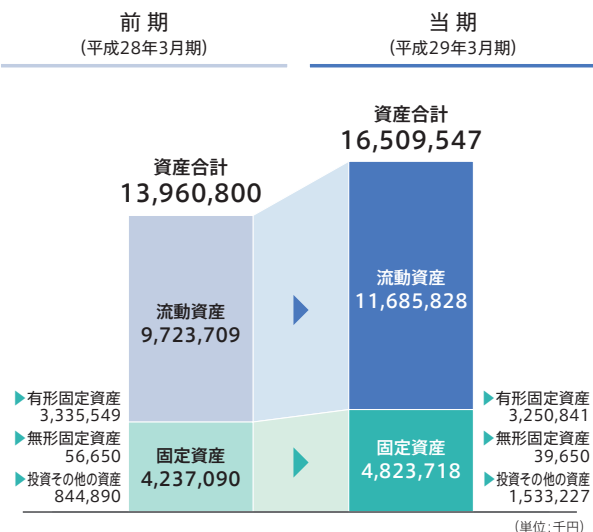 前期
(平成28年3月期)
当期
(平成29年3月期)
資産合計
13,960,800
資産合計
16,509,547
流動資産
9,723,709
流動資産
11,685,828
▶有形固定資産
3,335,549
▶無形固定資産
56,650
▶投資その他の資産
844,890
固定資産
4,237,090
固定資産
4,823,718
▶有形固定資産
3,250,841
▶無形固定資産
39,650
▶投資その他の資産
1,533,227
(単位:千円)